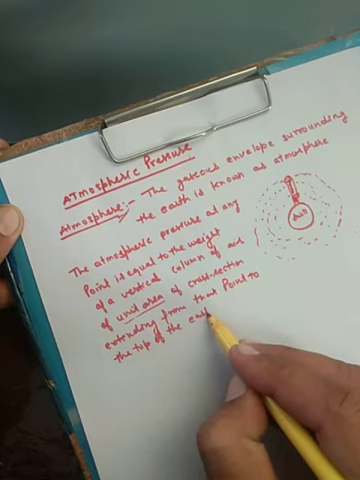 Atmospheric Pressure
Atmosphere:- The gaseous envelope surrounding
the earth is known as atmosphere
The atmospheric pressure at any
Point is equal to the weight
of a vertical column of air
of unit area of cross-section
extending from that Point to
the top of the eat